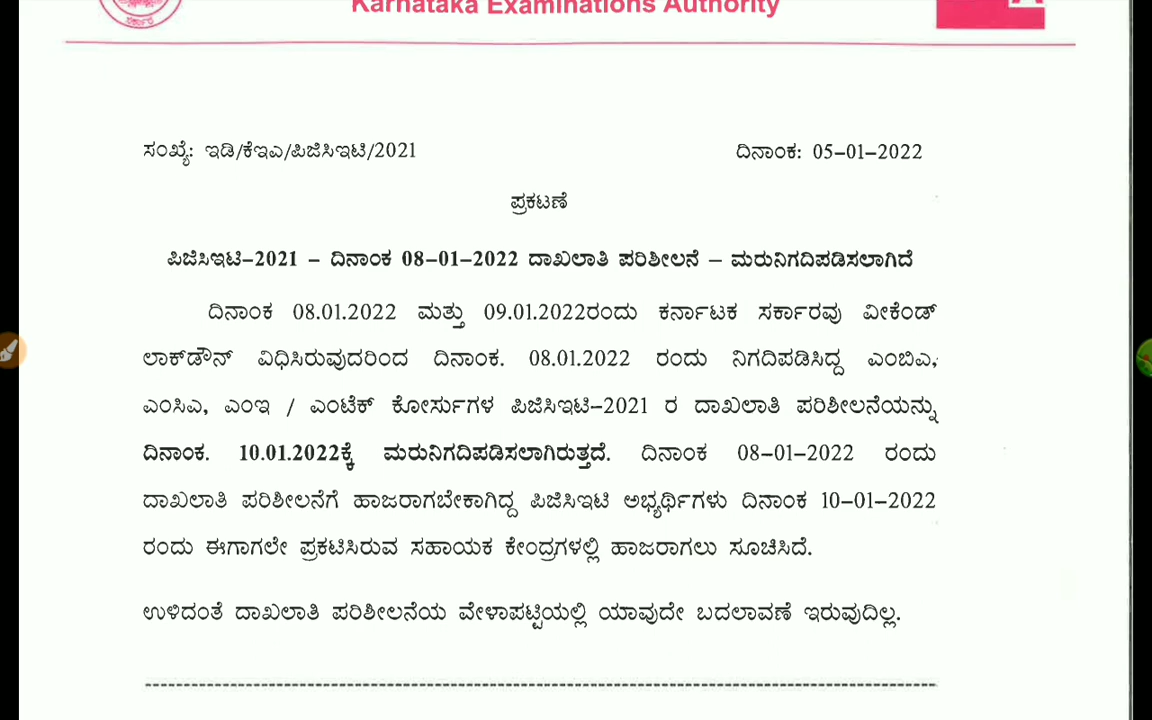 Karnataka Examinations Authority
ಸರ್ಕಾರ
ಸಂಖ್ಯೆ: ಇಡಿ/ಕೆಇಎ/ಪಿಜಿಸಿಇಟಿ/2021 ದಿನಾಂಕ: 05-01-2022
ಪ್ರಕಟಣೆ
ಪಿಜಿಸಿಇಟಿ-2021 - ದಿನಾಂಕ 08-01-2022 ದಾಖಲಾತಿ ಪರಿಶೀಲನೆ - ಮರುನಿಗದಿಪಡಿಸಲಾಗಿದೆ
ದಿನಾಂಕ 08.01.2022 ಮತ್ತು 09.01.2022ರಂದು ಕರ್ನಾಟಕ ಸರ್ಕಾರವು ವೀಕೆಂಡ್
ಲಾಕ್‌ಡೌನ್ ವಿಧಿಸಿರುವುದರಿಂದ ದಿನಾಂಕ. 08.01.2022 ರಂದು ನಿಗದಿಪಡಿಸಿದ್ದ ಎಂಬಿಎ,
ಎಂಸಿಎ, ಎಂಇ / ಎಂಟೆಕ್ ಕೋರ್ಸುಗಳ ಪಿಜಿಸಿಇಟಿ-2021 ರ ದಾಖಲಾತಿ ಪರಿಶೀಲನೆಯನ್ನು
ದಿನಾಂಕ. 10.01.2022ಕ್ಕೆ ಮರುನಿಗದಿಪಡಿಸಲಾಗಿರುತ್ತದೆ. ದಿನಾಂಕ 08-01-2022 ರಂದು
ದಾಖಲಾತಿ ಪರಿಶೀಲನೆಗೆ ಹಾಜರಾಗಬೇಕಾಗಿದ್ದ ಪಿಜಿಸಿಇಟಿ ಅಭ್ಯರ್ಥಿಗಳು ದಿನಾಂಕ 10-01-2022
ರಂದು ಈಗಾಗಲೇ ಪ್ರಕಟಿಸಿರುವ ಸಹಾಯಕ ಕೇಂದ್ರಗಳಲ್ಲಿ ಹಾಜರಾಗಲು ಸೂಚಿಸಿದೆ.
ಉಳಿದಂತೆ ದಾಖಲಾತಿ ಪರಿಶೀಲನೆಯ ವೇಳಾಪಟ್ಟಿಯಲ್ಲಿ ಯಾವುದೇ ಬದಲಾವಣೆ ಇರುವುದಿಲ್ಲ.